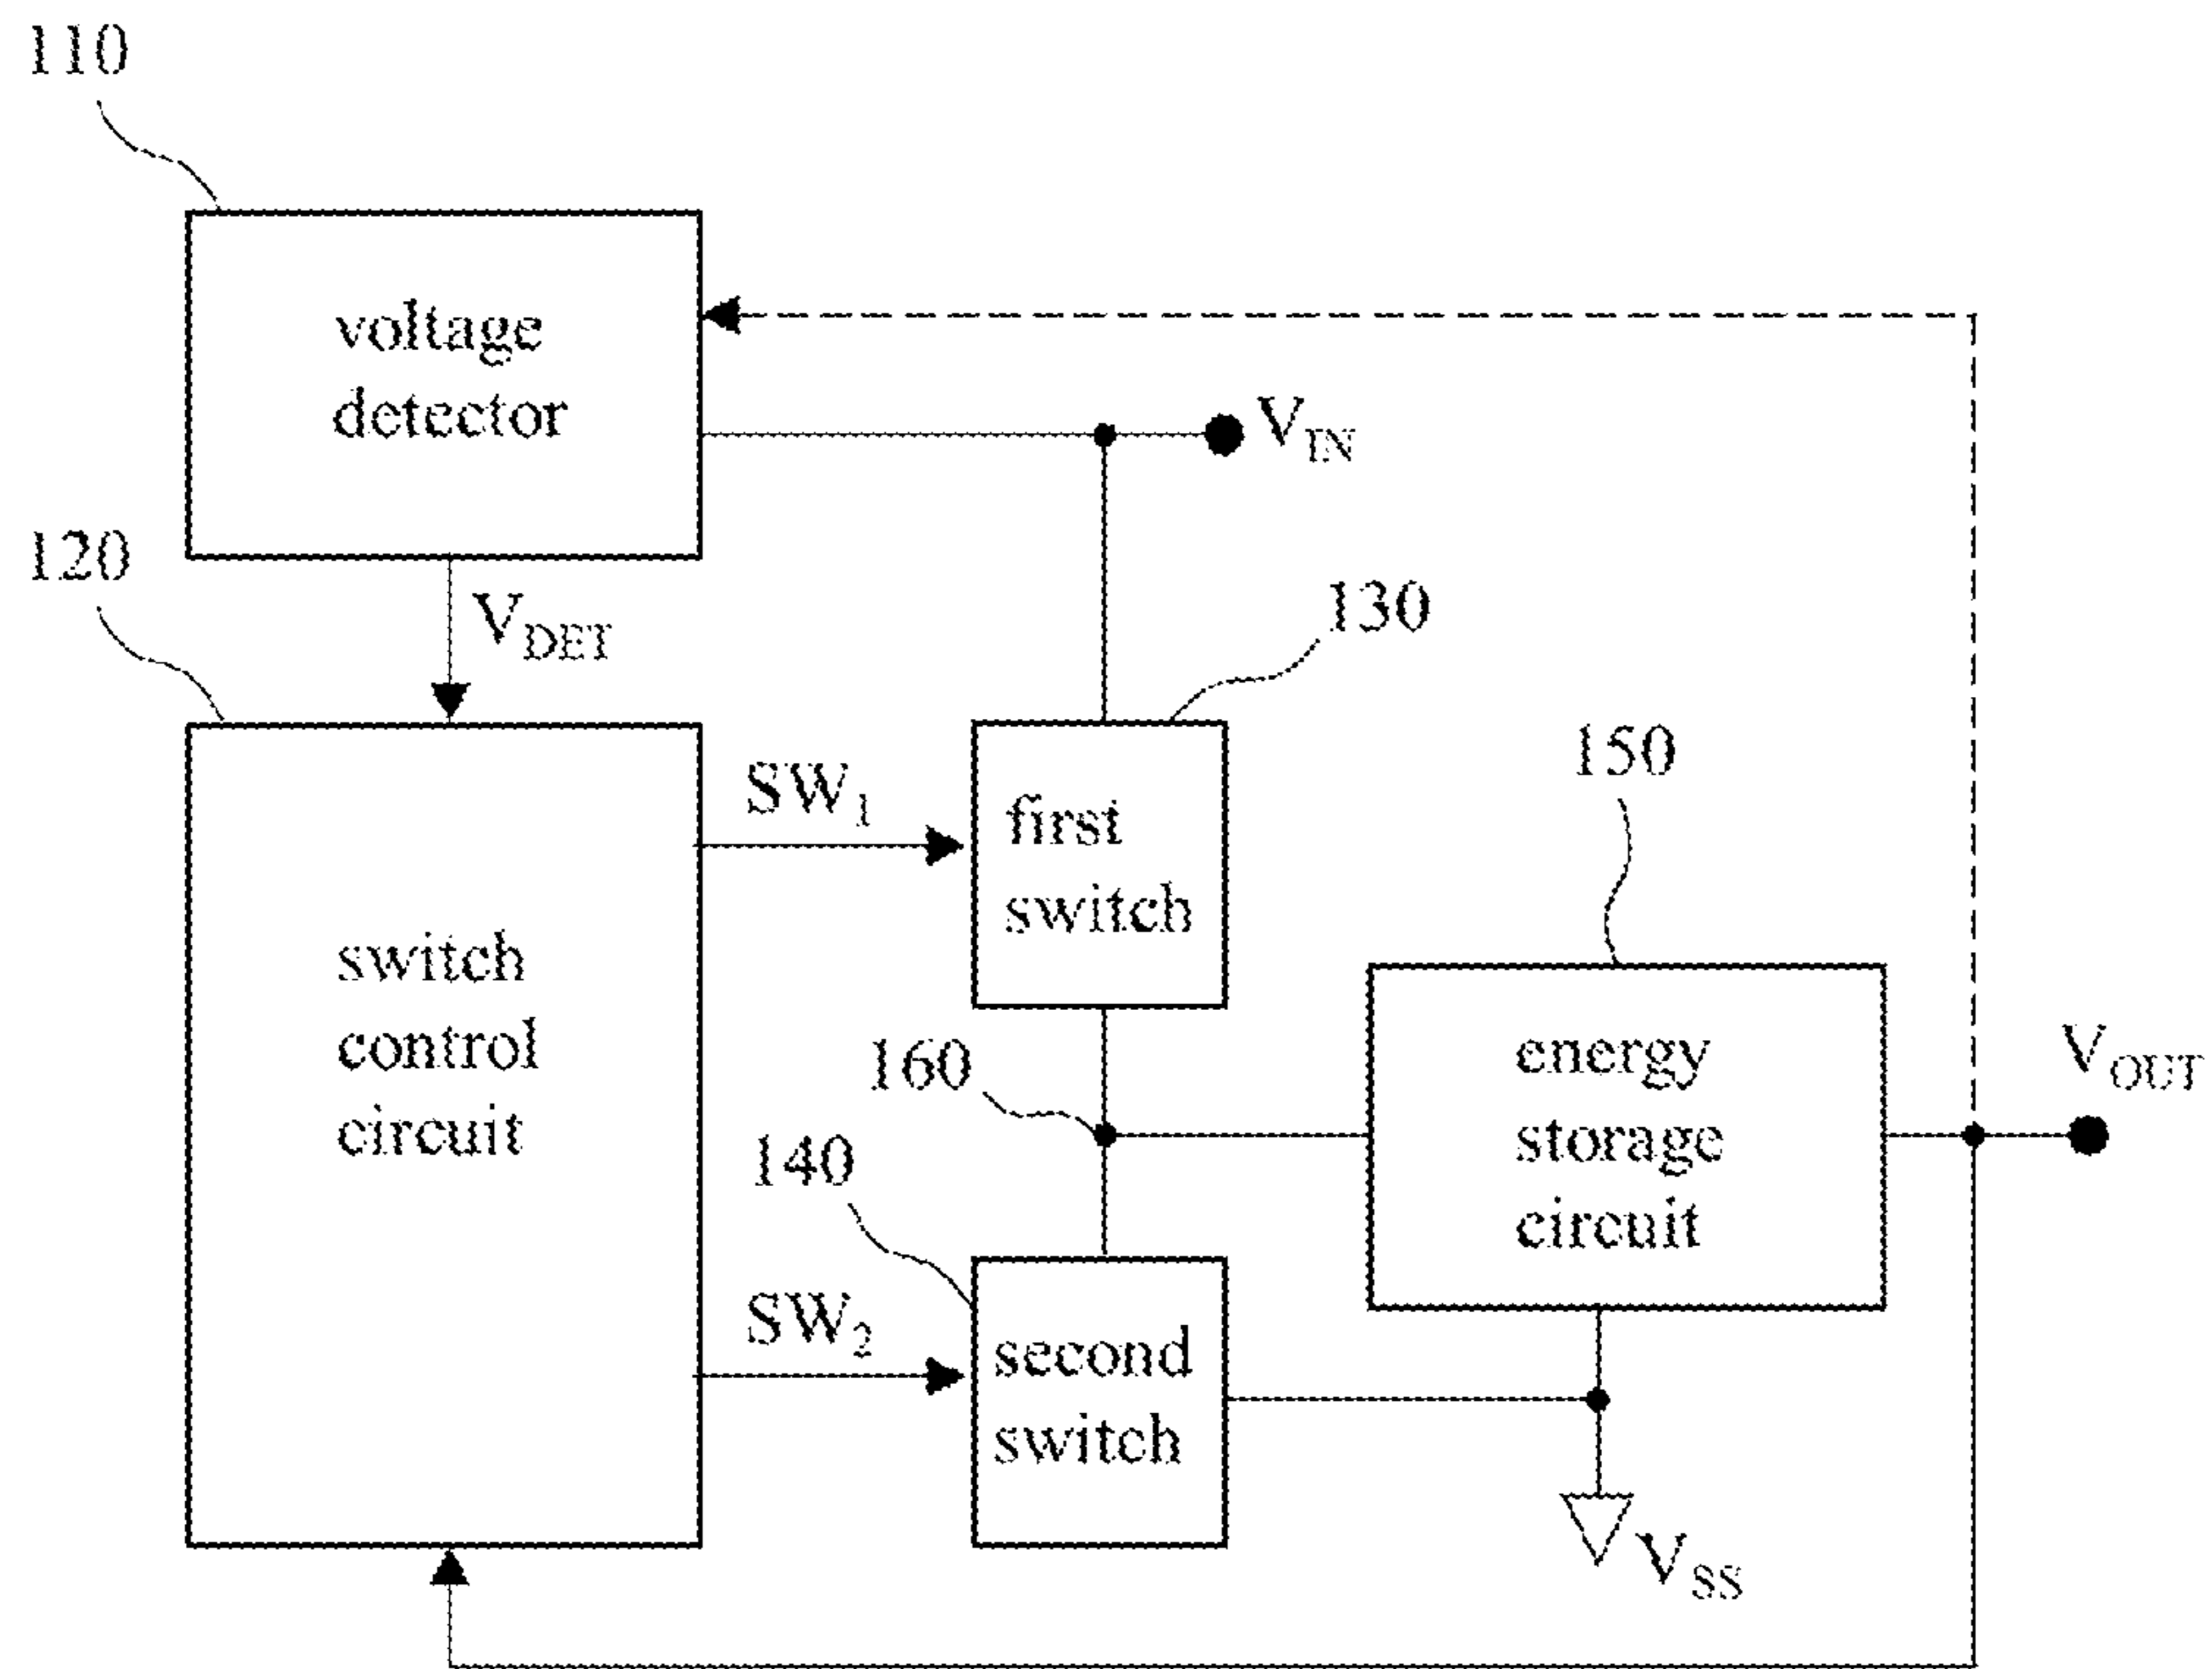 110
voltage
detector
V_IN
120
V_DET
130
SW_1
first
switch
150
switch
control
circuit
160
energy
storage
circuit
V_OUT
140
SW_2
second
switch
V_SS